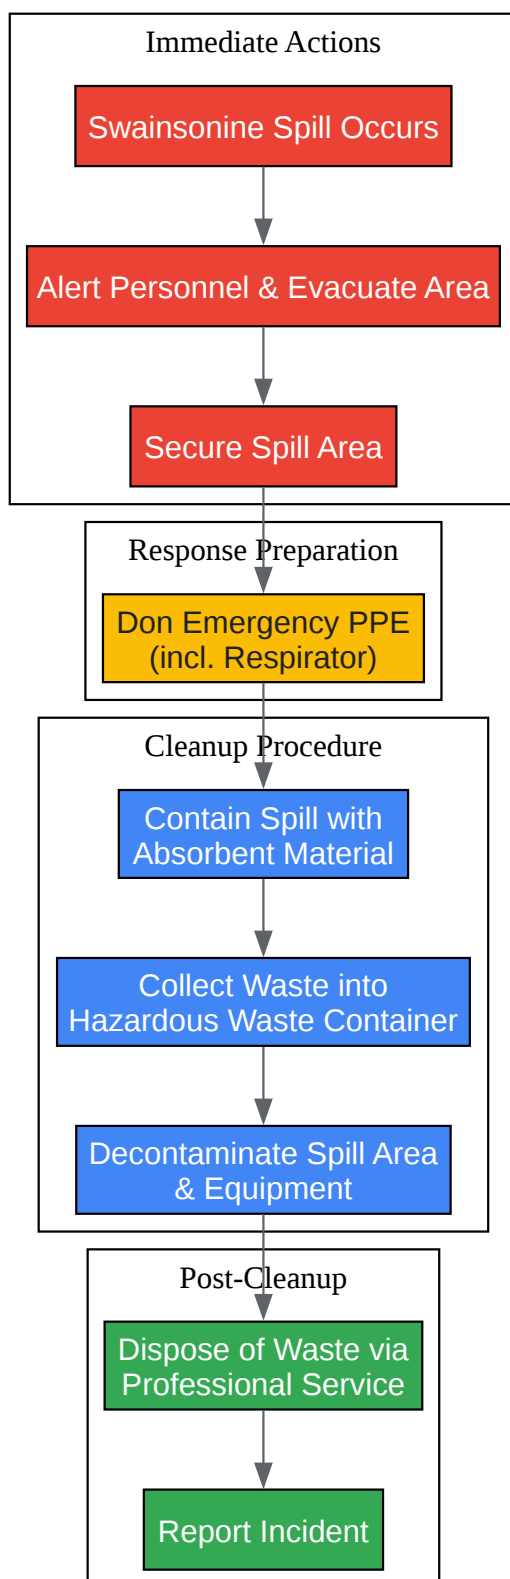 Immediate Actions
Swainsonine Spill Occurs
Alert Personnel & Evacuate Area
Secure Spill Area
Response Preparation
Don Emergency PPE
(incl. Respirator)
Cleanup Procedure
Contain Spill with
Absorbent Material
Collect Waste into
Hazardous Waste Container
Decontaminate Spill Area
& Equipment
Post-Cleanup
Dispose of Waste via
Professional Service
Report Incident